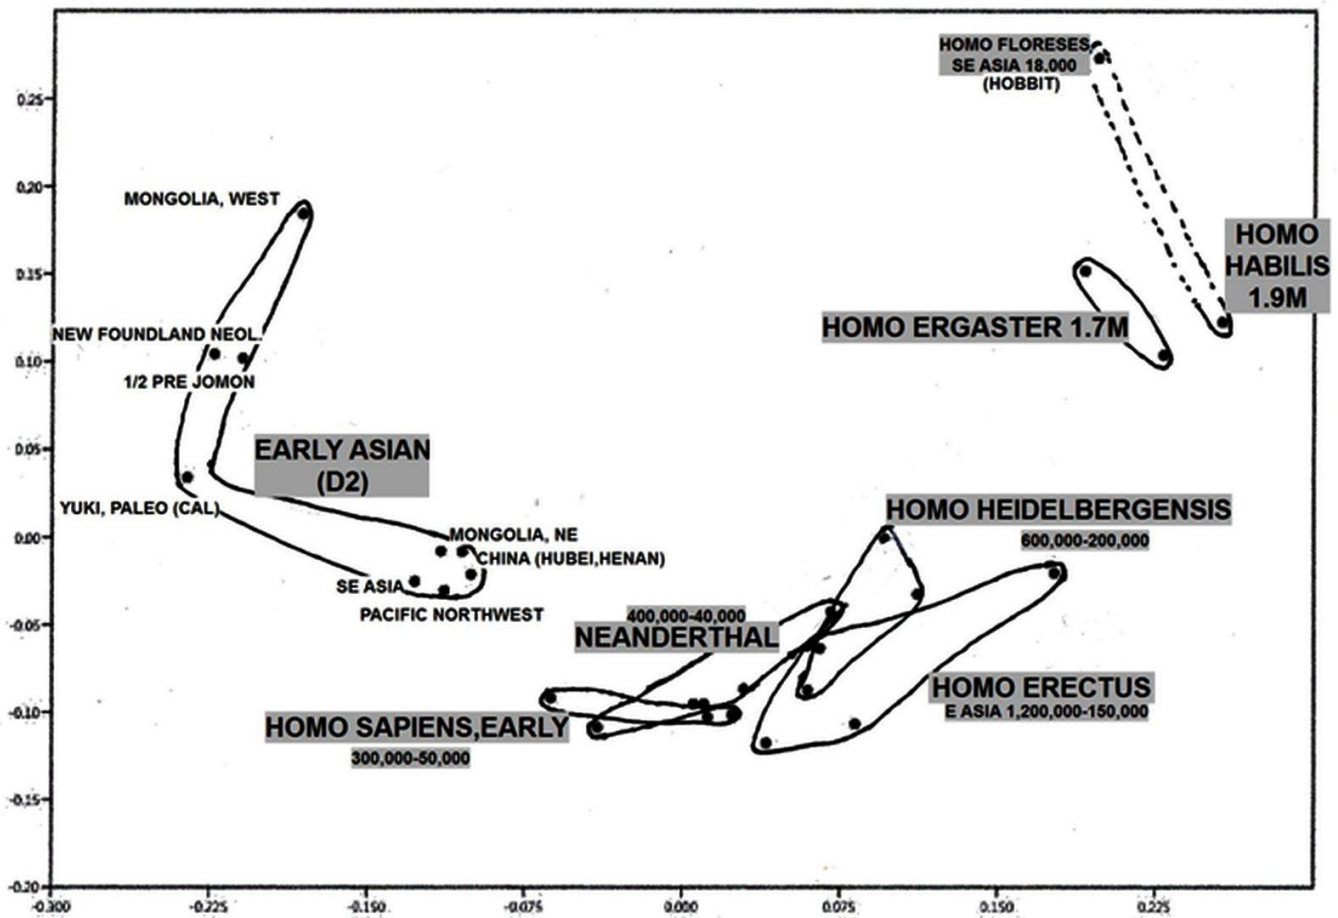 HOMO FLORESES
SE ASIA 18,000
(HOBBIT)
0.25
0.20
MONGOLIA, WEST
HOMO
HABILIS
1.9M
0.15
HOMO ERGASTER 1.7M
NEW FOUNDLAND NEOL.
0.10
1/2 PRE JOMON
0.05
EARLY ASIAN
(D2)
YUKI, PALEO (CAL)
HOMO HEIDELBERGENSIS
600,000-200,000
0.00
MONGOLIA, NE
CHINA (HUBEI,HENAN)
SE ASIA
PACIFIC NORTHWEST
-0.05
400,000-40,000
NEANDERTHAL
HOMO ERECTUS
E ASIA 1,200,000-150,000
-0.10
HOMO SAPIENS,EARLY
300,000-50,000
-0.15
-0.20
-0.300 -0.225 -0.150 -0.075 0.000 0.075 0.150 0.225